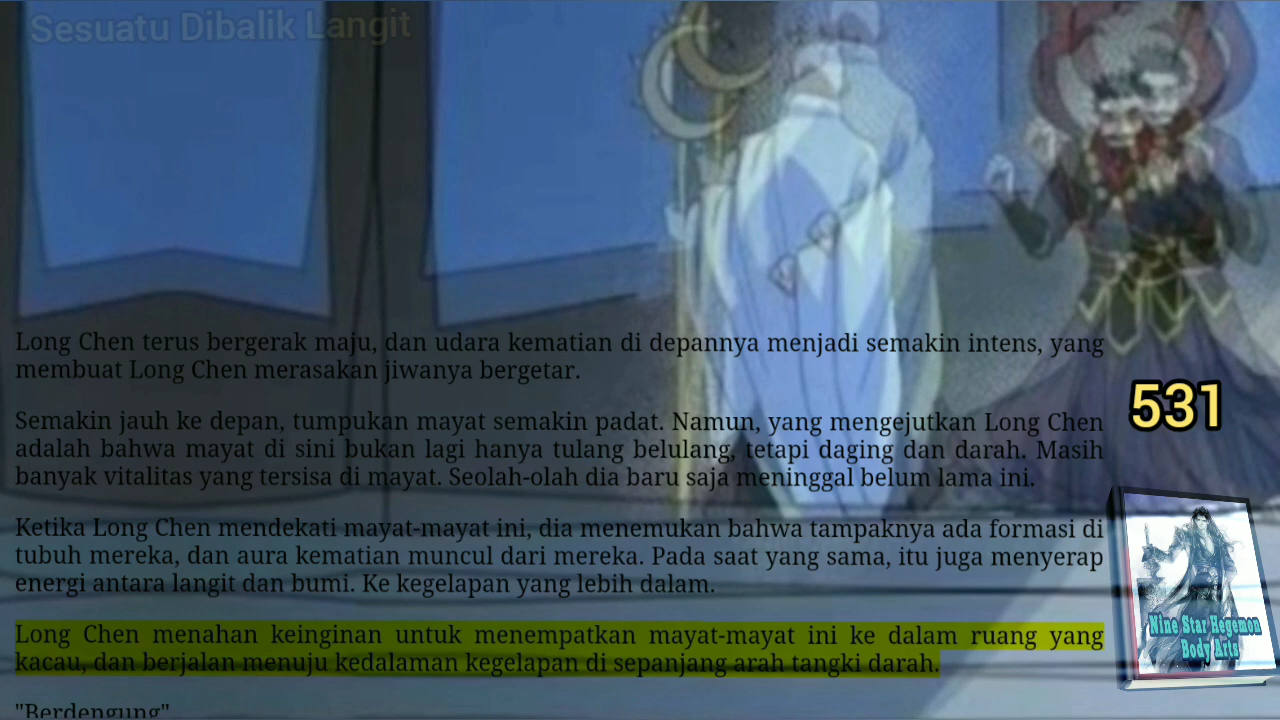 Sesuatu Dibalik Langit
Long Chen terus bergerak maju, dan udara kematian di depannya menjadi semakin intens, yang
membuat Long Chen merasakan jiwanya bergetar.
Semakin jauh ke depan, tumpukan mayat semakin padat. Namun, yang mengejutkan Long Chen
adalah bahwa mayat di sini bukan lagi hanya tulang belulang, tetapi daging dan darah. Masih
banyak vitalitas yang tersisa di mayat. Seolah-olah dia baru saja meninggal belum lama ini.
531
Ketika Long Chen mendekati mayat-mayat ini, dia menemukan bahwa tampaknya ada formasi di
tubuh mereka, dan aura kematian muncul dari mereka. Pada saat yang sama, itu juga menyerap
energi antara langit dan bumi. Ke kegelapan yang lebih dalam.
Long Chen menahan keinginan untuk menempatkan mayat-mayat ini ke dalam ruang yang
kacau, dan berjalan menuju kedalaman kegelapan di sepanjang arah tangki darah.
"Berdengung"
Nine Star Hegemon
Body Arts